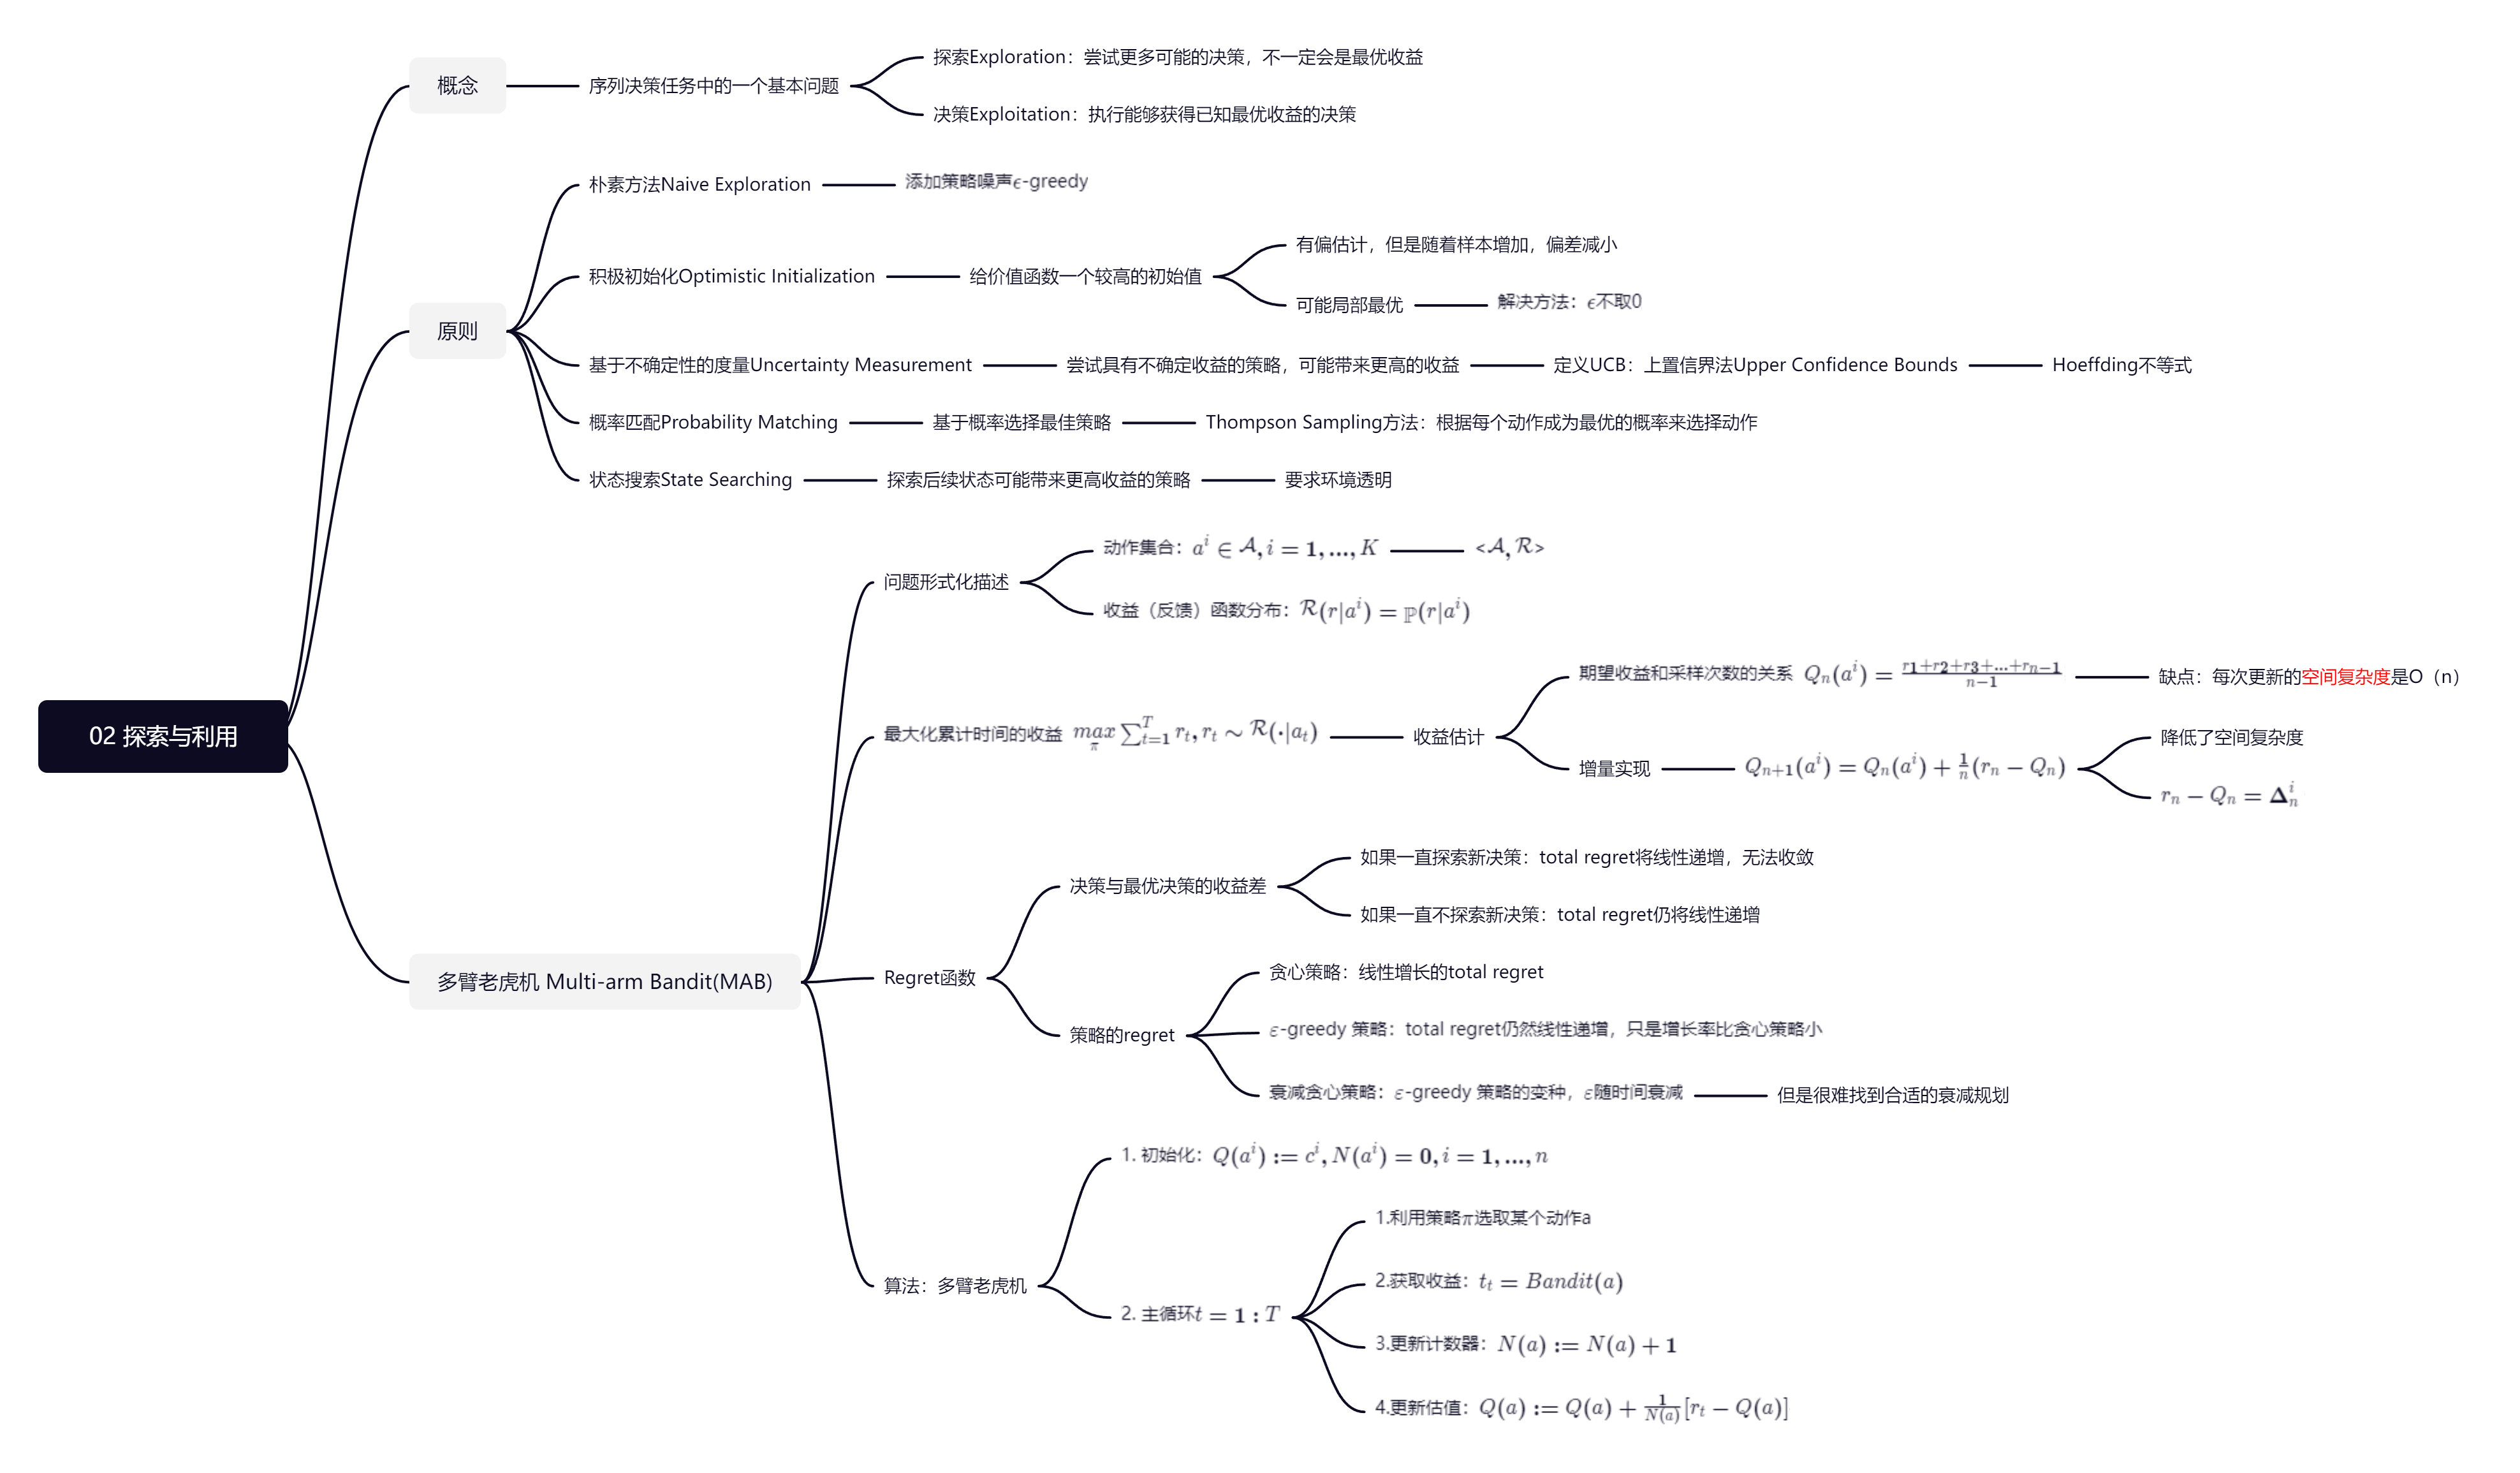 02 探索与利用
概念
序列决策任务中的一个基本问题
探索Exploration：尝试更多可能的决策，不一定会是最优收益
决策Exploitation：执行能够获得已知最优收益的决策
原则
朴素方法Naive Exploration
添加策略噪声ϵ-greedy
积极初始化Optimistic Initialization
给价值函数一个较高的初始值
有偏估计，但是随着样本增加，偏差减小
可能局部最优
解决方法：ϵ不取0
基于不确定性的度量Uncertainty Measurement
尝试具有不确定收益的策略，可能带来更高的收益
定义UCB：上置信界法Upper Confidence Bounds
Hoeffding不等式
概率匹配Probability Matching
基于概率选择最佳策略
Thompson Sampling方法：根据每个动作成为最优的概率来选择动作
状态搜索State Searching
探索后续状态可能带来更高收益的策略
要求环境透明
多臂老虎机 Multi-arm Bandit(MAB)
问题形式化描述
动作集合：$a^i \in \mathcal{A}, i = 1, ..., K$
<$\mathcal{A}, \mathcal{R}$>
收益（反馈）函数分布：$\mathcal{R}(r|a^i) = \mathbb{P}(r|a^i)$
最大化累计时间的收益 $\underset{\pi}{max} \sum_{t=1}^{T} r_t, r_t \sim \mathcal{R}(\cdot|a_t)$
收益估计
期望收益和采样次数的关系 $Q_n(a^i) = \frac{r_1+r_2+r_3+...+r_{n-1}}{n-1}$
缺点：每次更新的空间复杂度是O（n）
增量实现
$Q_{n+1}(a^i) = Q_n(a^i) + \frac{1}{n}(r_n - Q_n)$
降低了空间复杂度
$r_n - Q_n = \Delta_n^i$
Regret函数
决策与最优决策的收益差
如果一直探索新决策：total regret将线性递增，无法收敛
如果一直不探索新决策：total regret仍将线性递增
策略的regret
贪心策略：线性增长的total regret
ε-greedy 策略：total regret仍然线性递增，只是增长率比贪心策略小
衰减贪心策略：ε-greedy 策略的变种，ε随时间衰减
但是很难找到合适的衰减规划
算法：多臂老虎机
1. 初始化：$Q(a^i) := c^i, N(a^i) = 0, i = 1, ..., n$
2. 主循环$t = 1 : T$
1.利用策略π选取某个动作a
2.获取收益：$t_t = Bandit(a)$
3.更新计数器：$N(a) := N(a) + 1$
4.更新估值：$Q(a) := Q(a) + \frac{1}{N(a)}[r_t - Q(a)]$